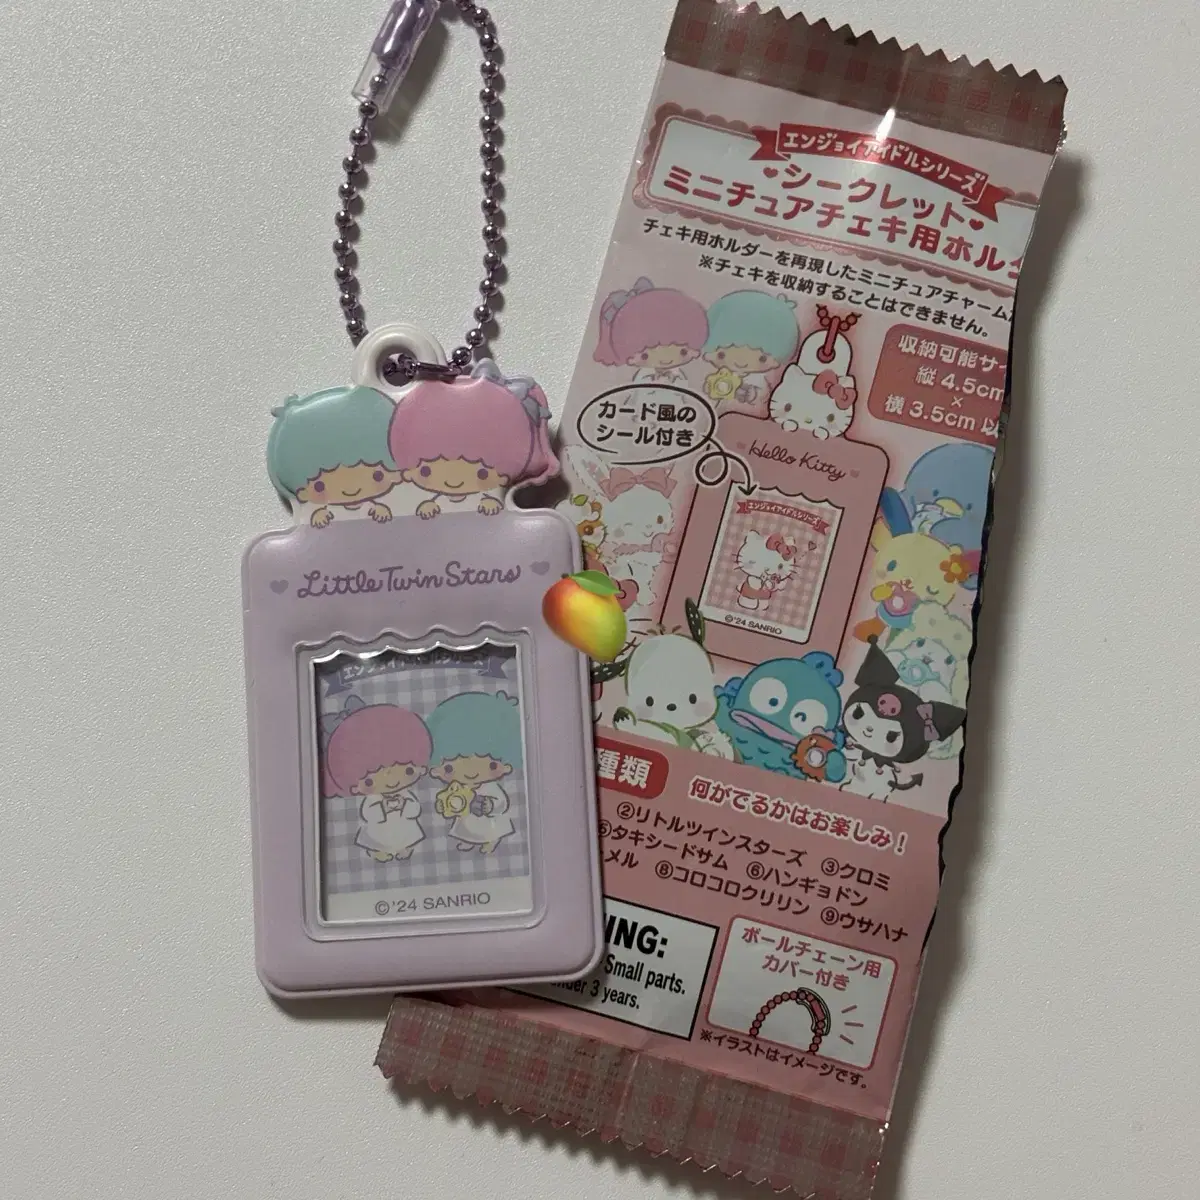 Little Twin Stars
エンジョイアイドルシリーズ
©'24 SANRIO
エンジョイアイドルシリーズ
シークレット
ミニチュアチェキ用ホル
チェキ用ホルダーを再現したミニチュアチャーム
※チェキを収納することはできません。
収納可能サ
縦 4.5cm
×
横 3.5cm 以
カード風の
シール付き
Hello Kitty
エンジョイアイドルシリーズ
©'24 SANRIO
種類
何がでるかはお楽しみ！
②リトルツインスターズ ③クロミ
⑤タキシードサム ⑥ハンギョドン
メル ⑧コロコロクリリン ⑨ウサハナ
NG:
Small parts.
under 3 years.
ボールチェーン用
カバー付き
※イラストはイメージです。